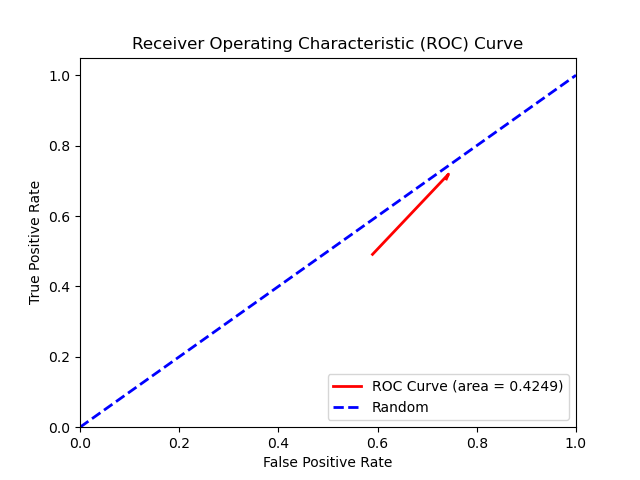 Receiver Operating Characteristic (ROC) Curve
True Positive Rate
1.0
0.8
0.6
0.4
0.2
0.0
ROC Curve (area = 0.4249)
Random
0.0 0.2 0.4 0.6 0.8 1.0
False Positive Rate